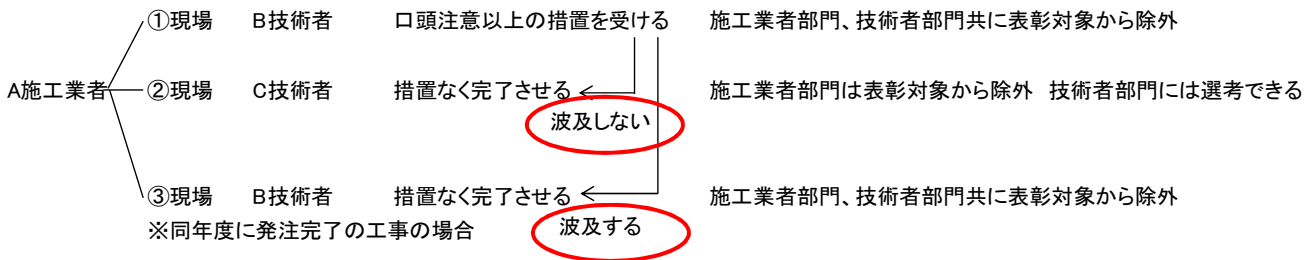 ①現場 B技術者 口頭注意以上の措置を受ける 施工業者部門、技術者部門共に表彰対象から除外
A施工業者 ②現場 C技術者 措置なく完了させる 施工業者部門は表彰対象から除外 技術者部門には選考できる
波及しない
③現場 B技術者 措置なく完了させる 施工業者部門、技術者部門共に表彰対象から除外
※同年度に発注完了の工事の場合 波及する